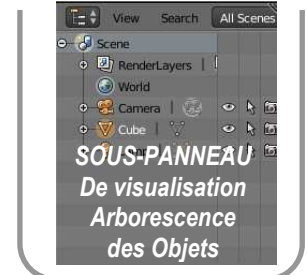 View Search All Scenes
Scene
RenderLayers
World
Camera
Cube
SOUS-PANNEAU
De visualisation
Arborescence
des Objets